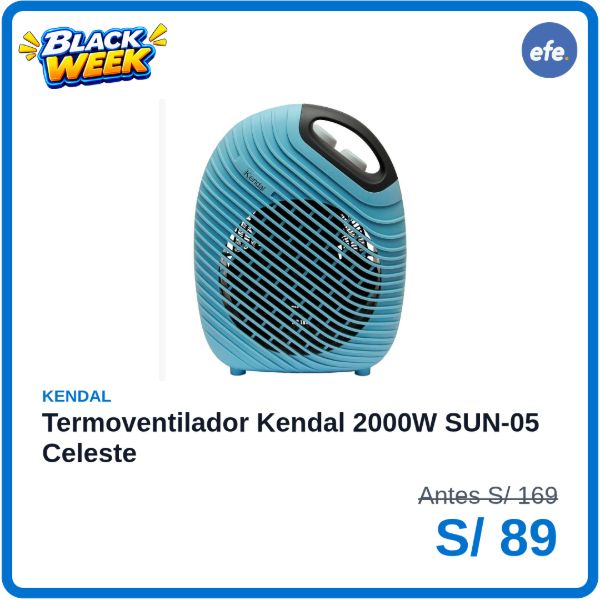 BLACK
WEEK
efe.
Kendal
KENDAL
Termoventilador Kendal 2000W SUN-05
Celeste
Antes S/ 169
S/ 89